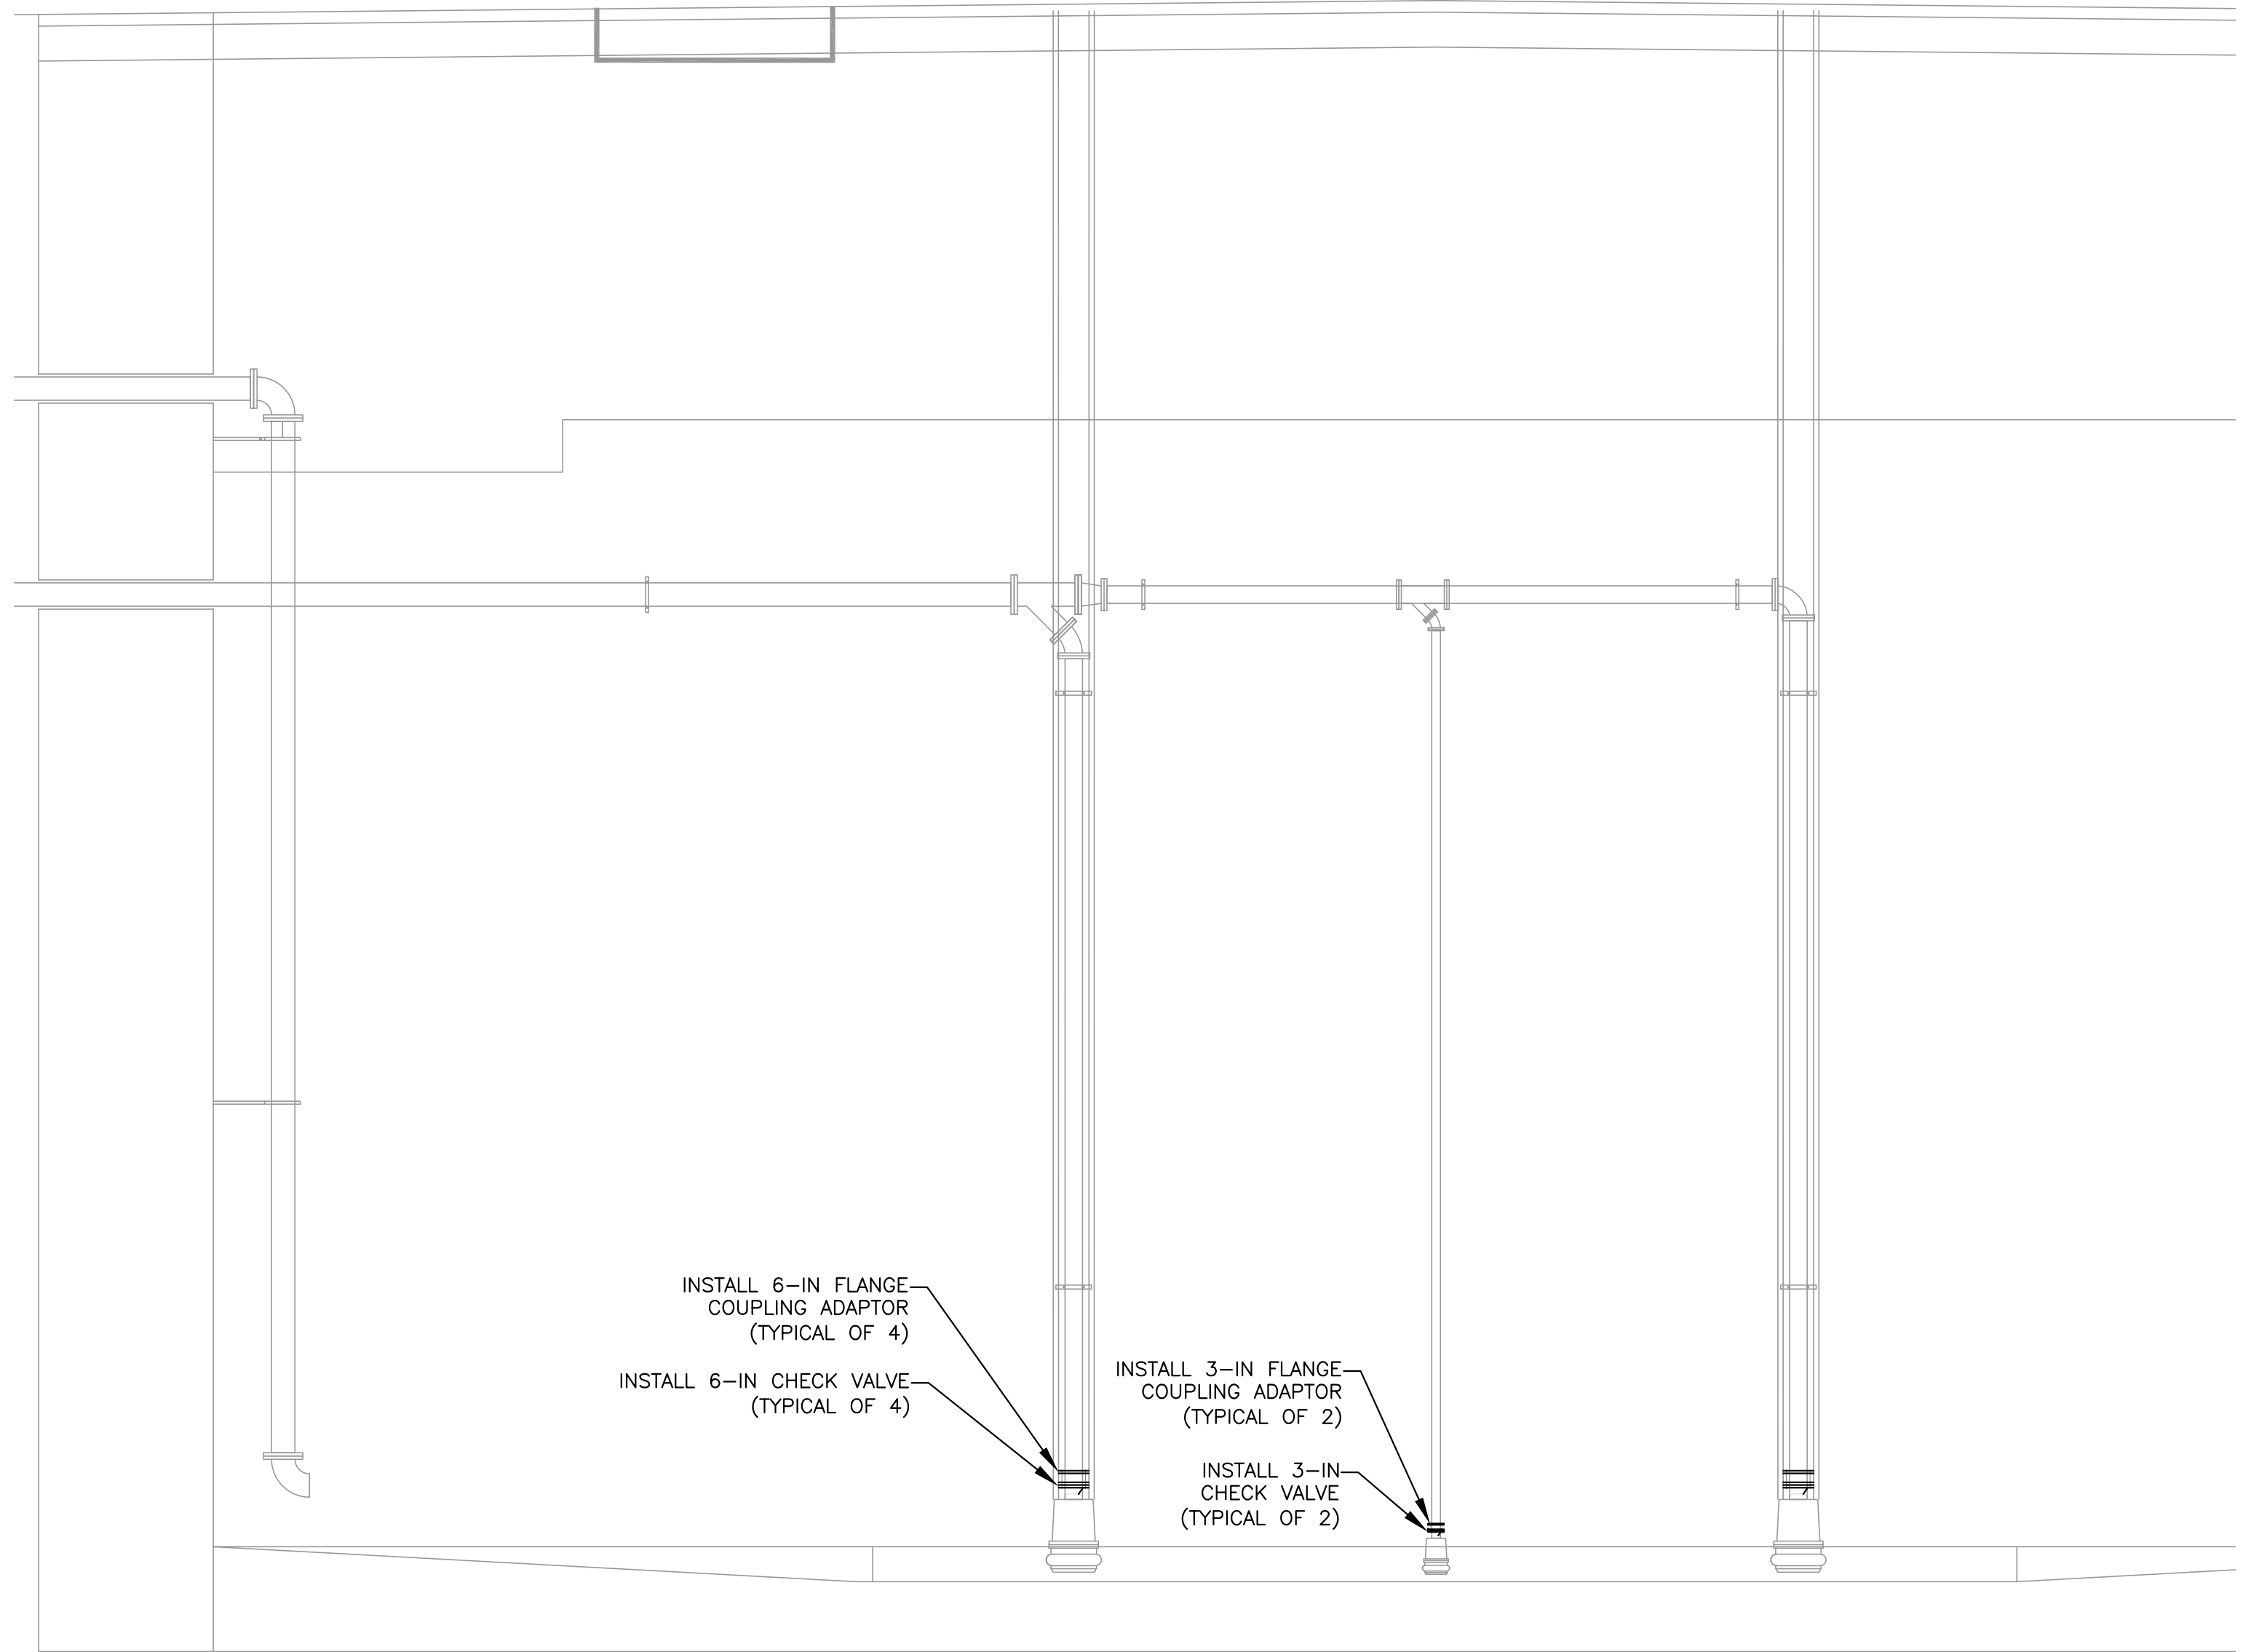 INSTALL 6-IN FLANGE
COUPLING ADAPTOR
(TYPICAL OF 4)
INSTALL 6-IN CHECK VALVE
(TYPICAL OF 4)
INSTALL 3-IN FLANGE
COUPLING ADAPTOR
(TYPICAL OF 2)
INSTALL 3-IN
CHECK VALVE
(TYPICAL OF 2)